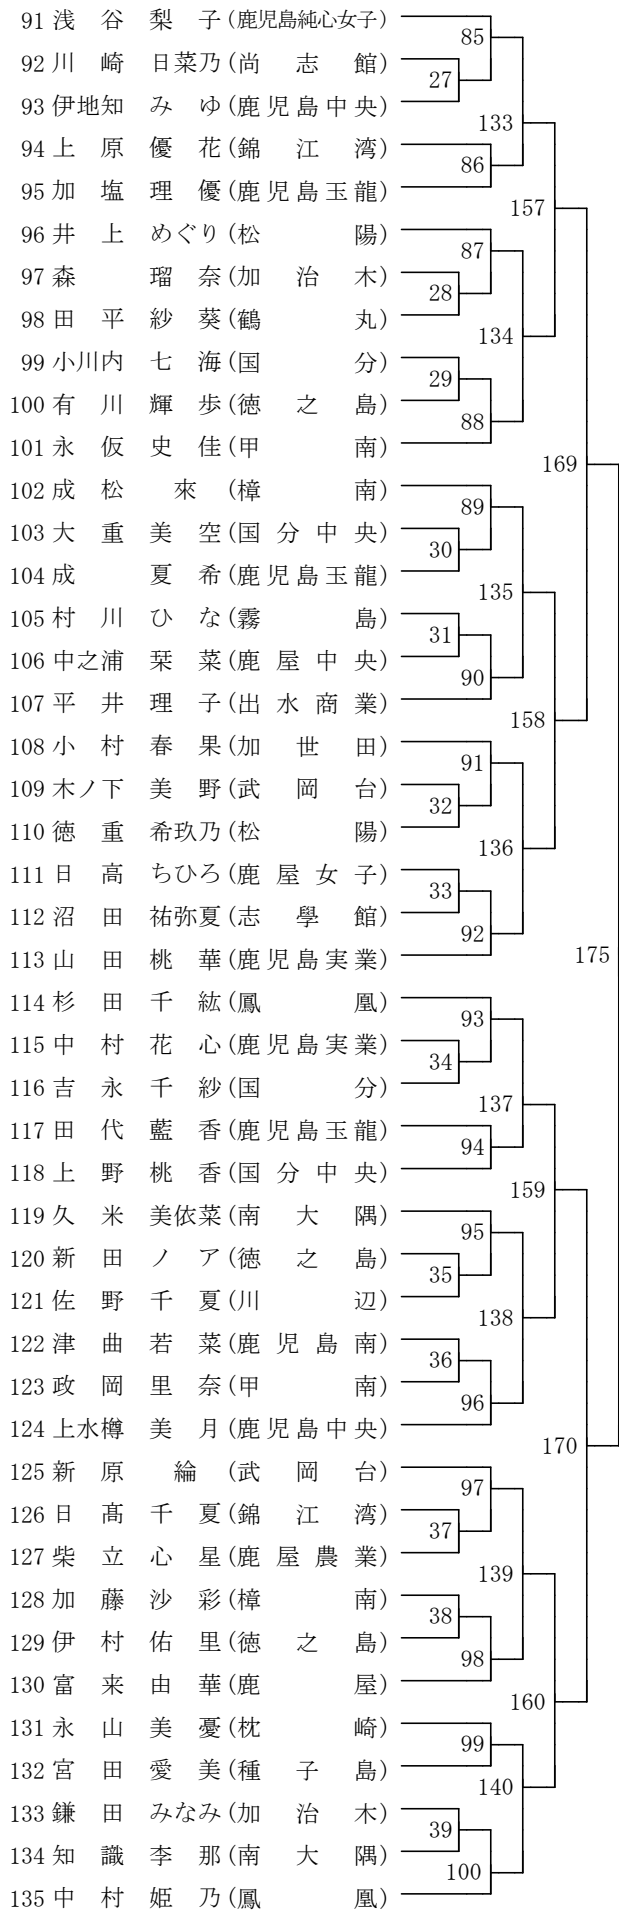 91 浅谷 梨子 (鹿児島純心女子)
92 川崎 日菜乃 (尚志館)
93 伊地知 みゆ (鹿児島中央)
94 上原 優花 (錦江湾)
95 加塩 理優 (鹿児島玉龍)
96 井上 めぐり (松陽)
97 森 瑠奈 (加治木)
98 田平 紗葵 (鶴丸)
99 小川内 七海 (国分)
100 有川 輝歩 (徳之島)
101 永仮 史佳 (甲南)
102 成松 來 (樟南)
103 大重 美空 (国分中央)
104 成 夏希 (鹿児島玉龍)
105 村川 ひな (霧島)
106 中之浦 栞菜 (鹿屋中央)
107 平井 理子 (出水商業)
108 小村 春果 (加世田)
109 木ノ下 美野 (武岡台)
110 徳重 希玖乃 (松陽)
111 日高 ちひろ (鹿屋女子)
112 沼田 祐弥夏 (志學館)
113 山田 桃華 (鹿児島実業)
114 杉田 千紘 (鳳凰)
115 中村 花心 (鹿児島実業)
116 吉永 千紗 (国分)
117 田代 藍香 (鹿児島玉龍)
118 上野 桃香 (国分中央)
119 久米 美依菜 (南大隅)
120 新田 ノア (徳之島)
121 佐野 千夏 (川辺)
122 津曲 若菜 (鹿児島南)
123 政岡 里奈 (甲南)
124 上水樽 美月 (鹿児島中央)
125 新原 綸 (武岡台)
126 日髙 千夏 (錦江湾)
127 柴立 心星 (鹿屋農業)
128 加藤 沙彩 (樟南)
129 伊村 佑里 (徳之島)
130 富来 由華 (鹿屋)
131 永山 美憂 (枕崎)
132 宮田 愛美 (種子島)
133 鎌田 みなみ (加治木)
134 知識 李那 (南大隅)
135 中村 姫乃 (鳳凰)
85
27
133
86
157
87
28
134
29
88
169
89
30
135
31
90
158
91
32
136
33
92
175
93
34
137
94
159
95
35
138
36
96
170
97
37
139
38
98
160
99
140
39
100